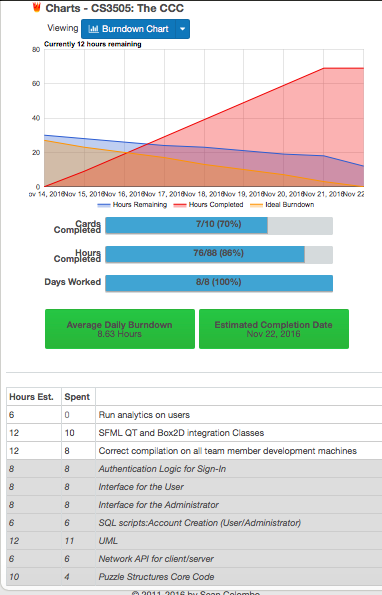 Charts - CS3505: The CCC
Viewing Burndown Chart
Currently 12 hours remaining
80
60
40
20
0
ov 14, 2016 Nov 15, 2016 Nov 16, 2016 Nov 17, 2016 Nov 18, 2016 Nov 19, 2016 Nov 20, 2016 Nov 21, 2016 Nov 22
Hours Remaining Hours Completed Ideal Burndown
Cards Completed 7/10 (70%)
Hours Completed 76/88 (86%)
Days Worked 8/8 (100%)
Average Daily Burndown
8.63 Hours
Estimated Completion Date
Nov 22, 2016
Hours Est. Spent
6 0 Run analytics on users
12 10 SFML QT and Box2D integration Classes
12 8 Correct compilation on all team member development machines
8 8 Authentication Logic for Sign-In
8 8 Interface for the User
8 8 Interface for the Administrator
6 6 SQL scripts:Account Creation (User/Administrator)
12 11 UML
6 6 Network API for client/server
10 4 Puzzle Structures Core Code
© 2011-2016 by Sean Colombo